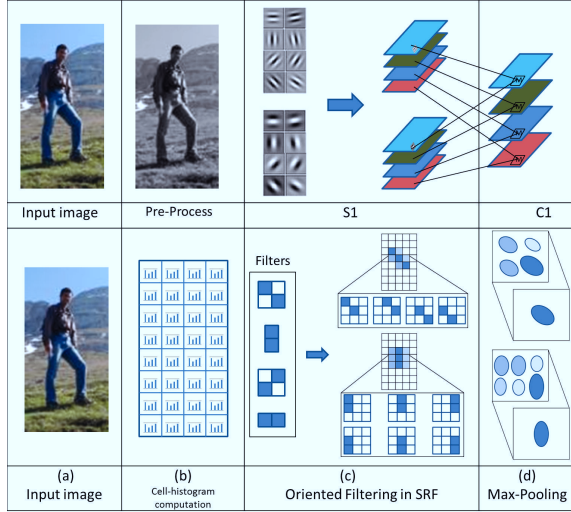 Input image
Pre-Process
S1
C1
Filters
(a)
Input image
(b)
Cell-histogram
computation
(c)
Oriented Filtering in SRF
(d)
Max-Pooling